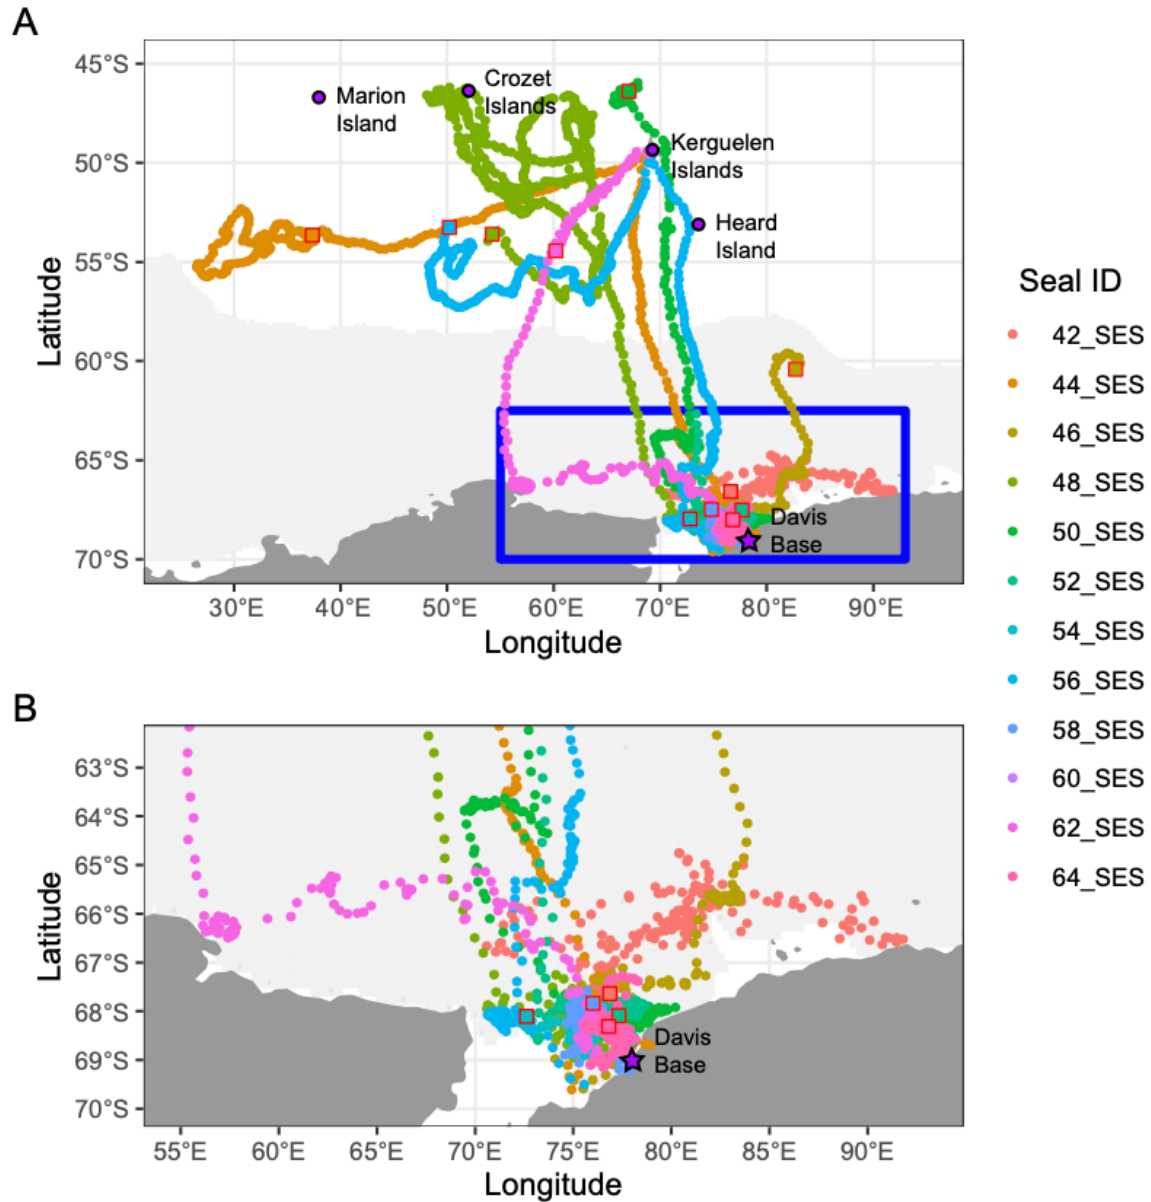 A
45°S
50°S
55°S
60°S
65°S
70°S
Latitude
Marion
Island
Crozet
Islands
Kerguelen
Islands
Heard
Island
Davis
Base
30°E 40°E 50°E 60°E 70°E 80°E 90°E
Longitude
B
63°S
64°S
65°S
66°S
67°S
68°S
69°S
70°S
Latitude
Davis
Base
55°E 60°E 65°E 70°E 75°E 80°E 85°E 90°E
Longitude
Seal ID
42_SES
44_SES
46_SES
48_SES
50_SES
52_SES
54_SES
56_SES
58_SES
60_SES
62_SES
64_SES